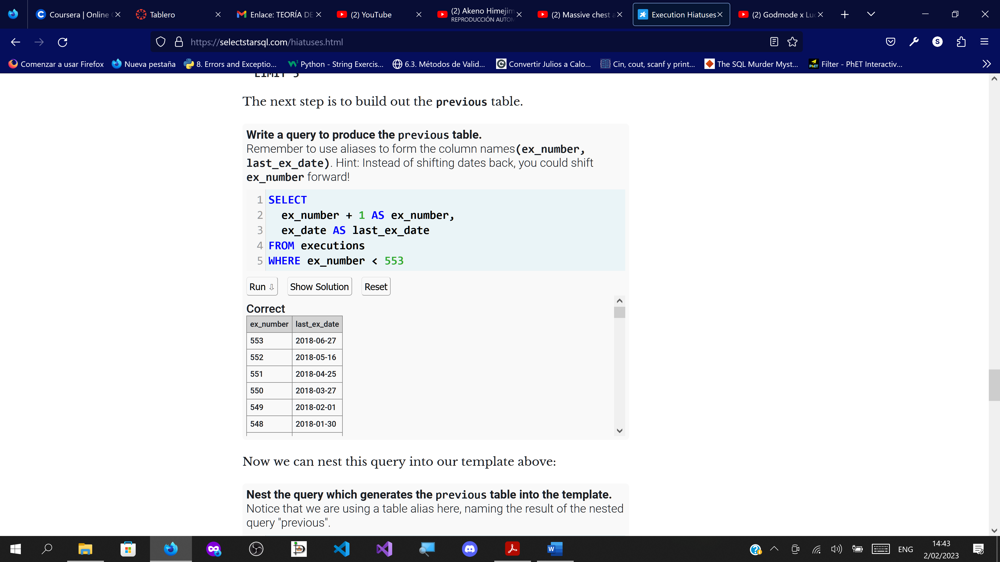 Coursera | Online C
Tablero
Enlace: TEORÍA DE
(2) YouTube
(2) Akeno Himejim
REPRODUCCIÓN AUTOM
(2) Massive chest a
Execution Hiatuses
(2) Godmode x Luc
https://selectstarsql.com/hiatuses.html
Comenzar a usar Firefox
Nueva pestaña
8. Errors and Exceptio...
Python - String Exercis...
6.3. Métodos de Valid...
Convertir Julios a Calo...
Cin, cout, scanf y print...
The SQL Murder Myst...
Filter - PhET Interactiv...
LIMIT 5
The next step is to build out the previous table.
Write a query to produce the previous table.
Remember to use aliases to form the column names(ex_number,
last_ex_date). Hint: Instead of shifting dates back, you could shift
ex_number forward!
1 SELECT
2 ex_number + 1 AS ex_number,
3 ex_date AS last_ex_date
4 FROM executions
5 WHERE ex_number < 553
Run ⇩ Show Solution Reset
Correct
ex_number last_ex_date
553 2018-06-27
552 2018-05-16
551 2018-04-25
550 2018-03-27
549 2018-02-01
548 2018-01-30
Now we can nest this query into our template above:
Nest the query which generates the previous table into the template.
Notice that we are using a table alias here, naming the result of the nested
query "previous".
ENG
14:43
2/02/2023